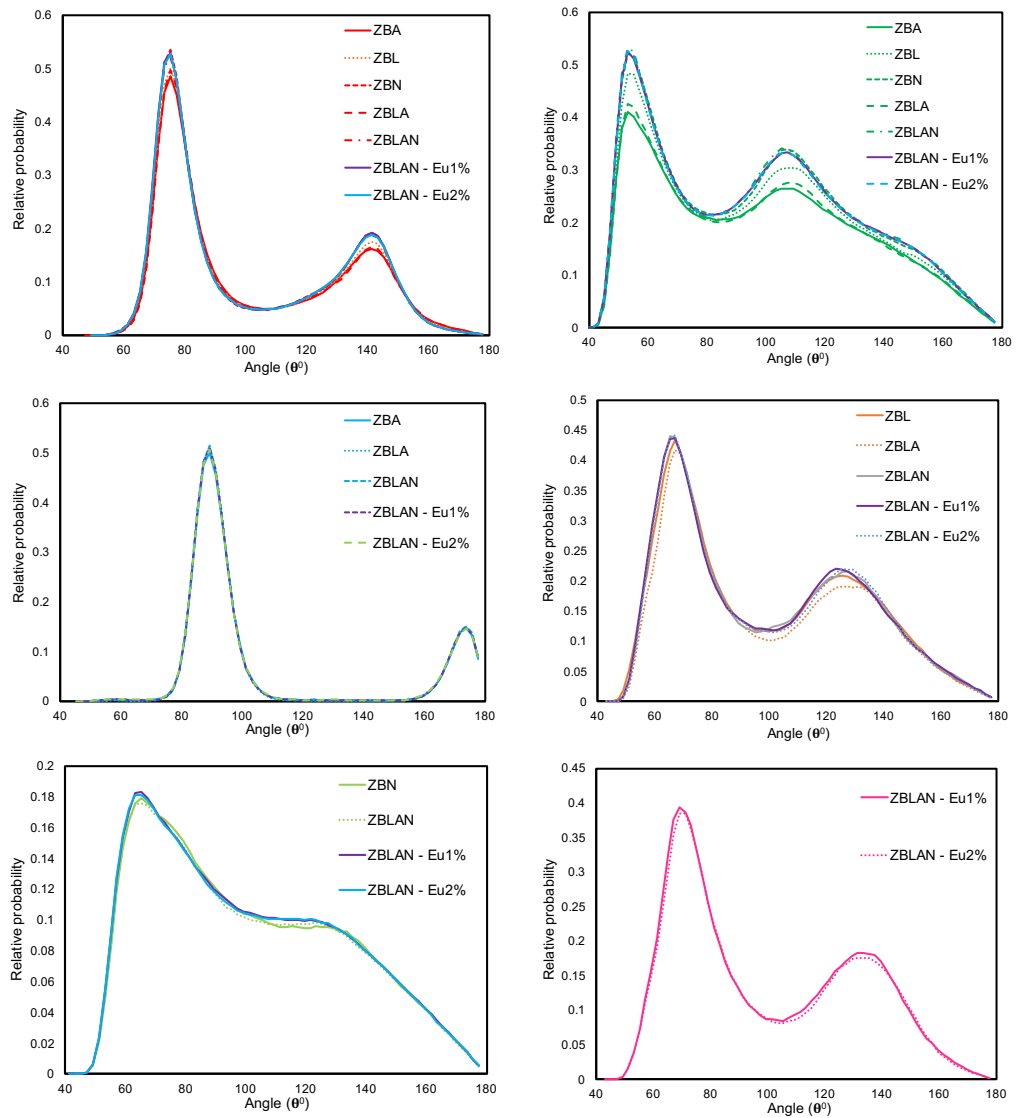 0.6
0.5
0.4
0.3
0.2
0.1
0
Relative probability
40 60 80 100 120 140 160 180
Angle (θ⁰)
ZBA
ZBL
ZBN
ZBLA
ZBLAN
ZBLAN - Eu1%
ZBLAN - Eu2%
0.6
0.5
0.4
0.3
0.2
0.1
0
Relative probability
40 60 80 100 120 140 160 180
Angle (θ⁰)
ZBA
ZBL
ZBN
ZBLA
ZBLAN
ZBLAN - Eu1%
ZBLAN - Eu2%
0.6
0.5
0.4
0.3
0.2
0.1
0
Relative probability
40 60 80 100 120 140 160 180
Angle (θ⁰)
ZBA
ZBLA
ZBLAN
ZBLAN - Eu1%
ZBLAN - Eu2%
0.5
0.45
0.4
0.35
0.3
0.25
0.2
0.15
0.1
0.05
0
Relative probability
40 60 80 100 120 140 160 180
Angle (θ⁰)
ZBL
ZBLA
ZBLAN
ZBLAN - Eu1%
ZBLAN - Eu2%
0.2
0.18
0.16
0.14
0.12
0.1
0.08
0.06
0.04
0.02
0
Relative probability
40 60 80 100 120 140 160 180
Angle (θ⁰)
ZBN
ZBLAN
ZBLAN - Eu1%
ZBLAN - Eu2%
0.45
0.4
0.35
0.3
0.25
0.2
0.15
0.1
0.05
0
Relative probability
40 60 80 100 120 140 160 180
Angle (θ⁰)
ZBLAN - Eu1%
ZBLAN - Eu2%